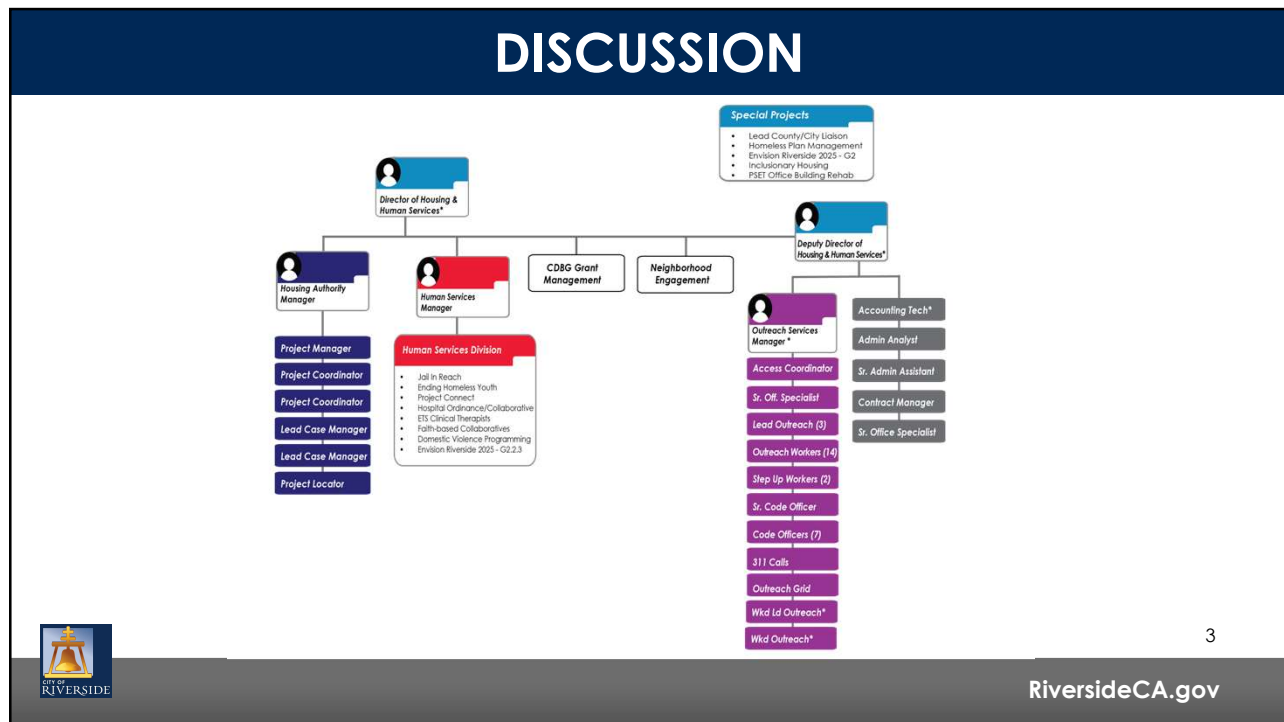 DISCUSSION
Special Projects
• Lead County/City Liaison
• Homeless Plan Management
• Envision Riverside 2025 - G2
• Inclusionary Housing
• PSET Office Building Rehab
Director of Housing &
Human Services*
Deputy Director of
Housing & Human Services*
Housing Authority
Manager
Human Services
Manager
CDBG Grant
Management
Neighborhood
Engagement
Project Manager
Project Coordinator
Project Coordinator
Lead Case Manager
Lead Case Manager
Project Locator
Human Services Division
• Jail In Reach
• Ending Homeless Youth
• Project Connect
• Hospital Ordinance/Collaborative
• ETS Clinical Therapists
• Faith-based Collaboratives
• Domestic Violence Programming
• Envision Riverside 2025 - G2.2.3
Outreach Services
Manager *
Access Coordinator
Sr. Off. Specialist
Lead Outreach (3)
Outreach Workers (14)
Step Up Workers (2)
Sr. Code Officer
Code Officers (7)
311 Calls
Outreach Grid
Wkd Ld Outreach*
Wkd Outreach*
Accounting Tech*
Admin Analyst
Sr. Admin Assistant
Contract Manager
Sr. Office Specialist
3
CITY OF
RIVERSIDE
RiversideCA.gov